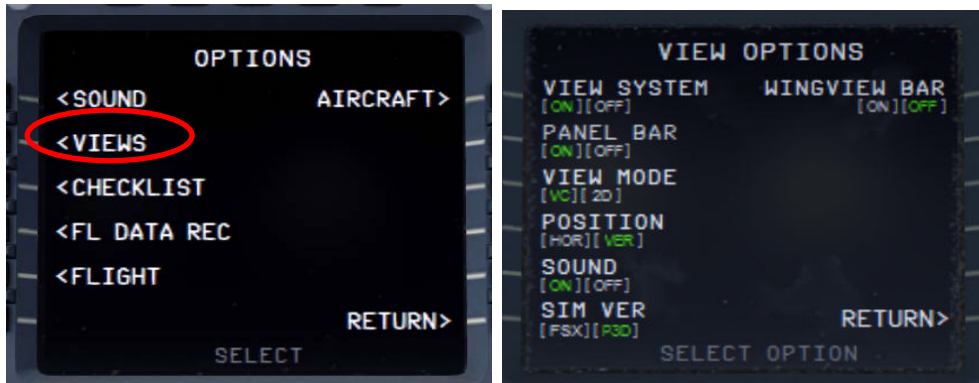 OPTIONS
<SOUND AIRCRAFT>
<VIEWS
<CHECKLIST
<FL DATA REC
<FLIGHT
RETURN>
SELECT
VIEW OPTIONS
VIEW SYSTEM WINGVIEW BAR
[ON][OFF] [ON][OFF]
PANEL BAR
[ON][OFF]
VIEW MODE
[VC][2D]
POSITION
[HOR][VER]
SOUND
[ON][OFF]
SIM VER RETURN>
[FSX][P3D]
SELECT OPTION